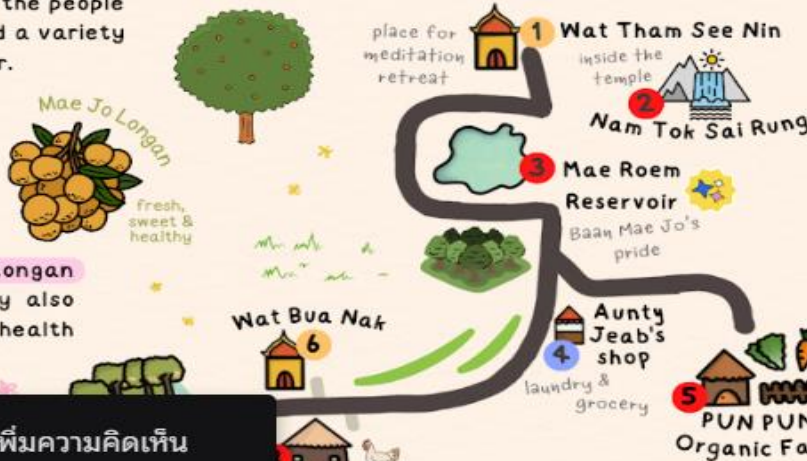 the people
a variety
r.
Mae Jo Longan
fresh,
sweet &
healthy
ongan
y also
health
place for
meditation
retreat
1 Wat Tham See Nin
inside the
temple
2
Nam Tok Sai Rung
3 Mae Roem
Reservoir
Baan Mae Jo's
pride
Wat Bua Nak
6
Aunty
Jeab's
4 shop
laundry &
grocery
5
PUN PUN
Organic Fa
พิ่มความคิดเห็น